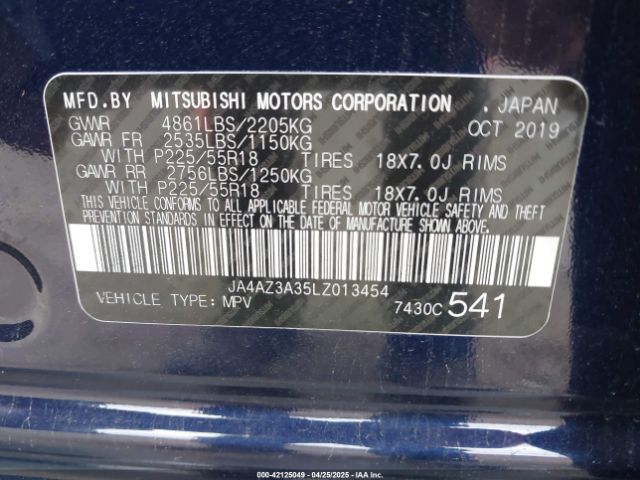 MFD.BY MITSUBISHI MOTORS CORPORATION . JAPAN
GVWR 4861LBS/2205KG OCT 2019
GAWR FR 2535LBS/1150KG
WITH P225/55R18 TIRES 18X7.0J RIMS
GAWR RR 2756LBS/1250KG
WITH P225/55R18 TIRES 18X7.0J RIMS
THIS VEHICLE CONFORMS TO ALL APPLICABLE FEDERAL MOTOR VEHICLE SAFETY AND THEFT
PREVENTION STANDARDS IN EFFECT ON THE DATE OF MANUFACTURE SHOWN ABOVE.
JA4AZ3A35LZ013454
VEHICLE TYPE: MPV 7430C 541
© IAA <000-42125049 | 04/25/2025> IAA